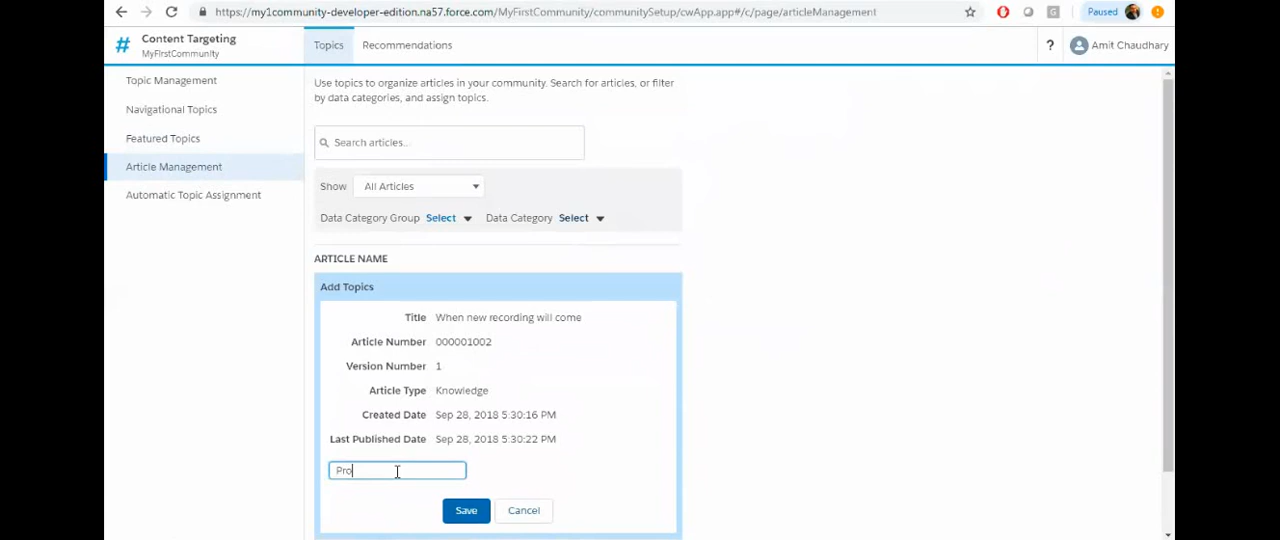 https://my1community-developer-edition.na57.force.com/MyFirstCommunity/communitySetup/cwApp.app#/c/page/articleManagement
G
Paused
#
Content Targeting
MyFirstCommunity
Topics
Recommendations
?
Amit Chaudhary
Topic Management
Navigational Topics
Featured Topics
Article Management
Automatic Topic Assignment
Use topics to organize articles in your community. Search for articles, or filter
by data categories, and assign topics.
Search articles...
Show All Articles
Data Category Group Select Data Category Select
ARTICLE NAME
Add Topics
Title When new recording will come
Article Number 000001002
Version Number 1
Article Type Knowledge
Created Date Sep 28, 2018 5:30:16 PM
Last Published Date Sep 28, 2018 5:30:22 PM
Pro
Save Cancel